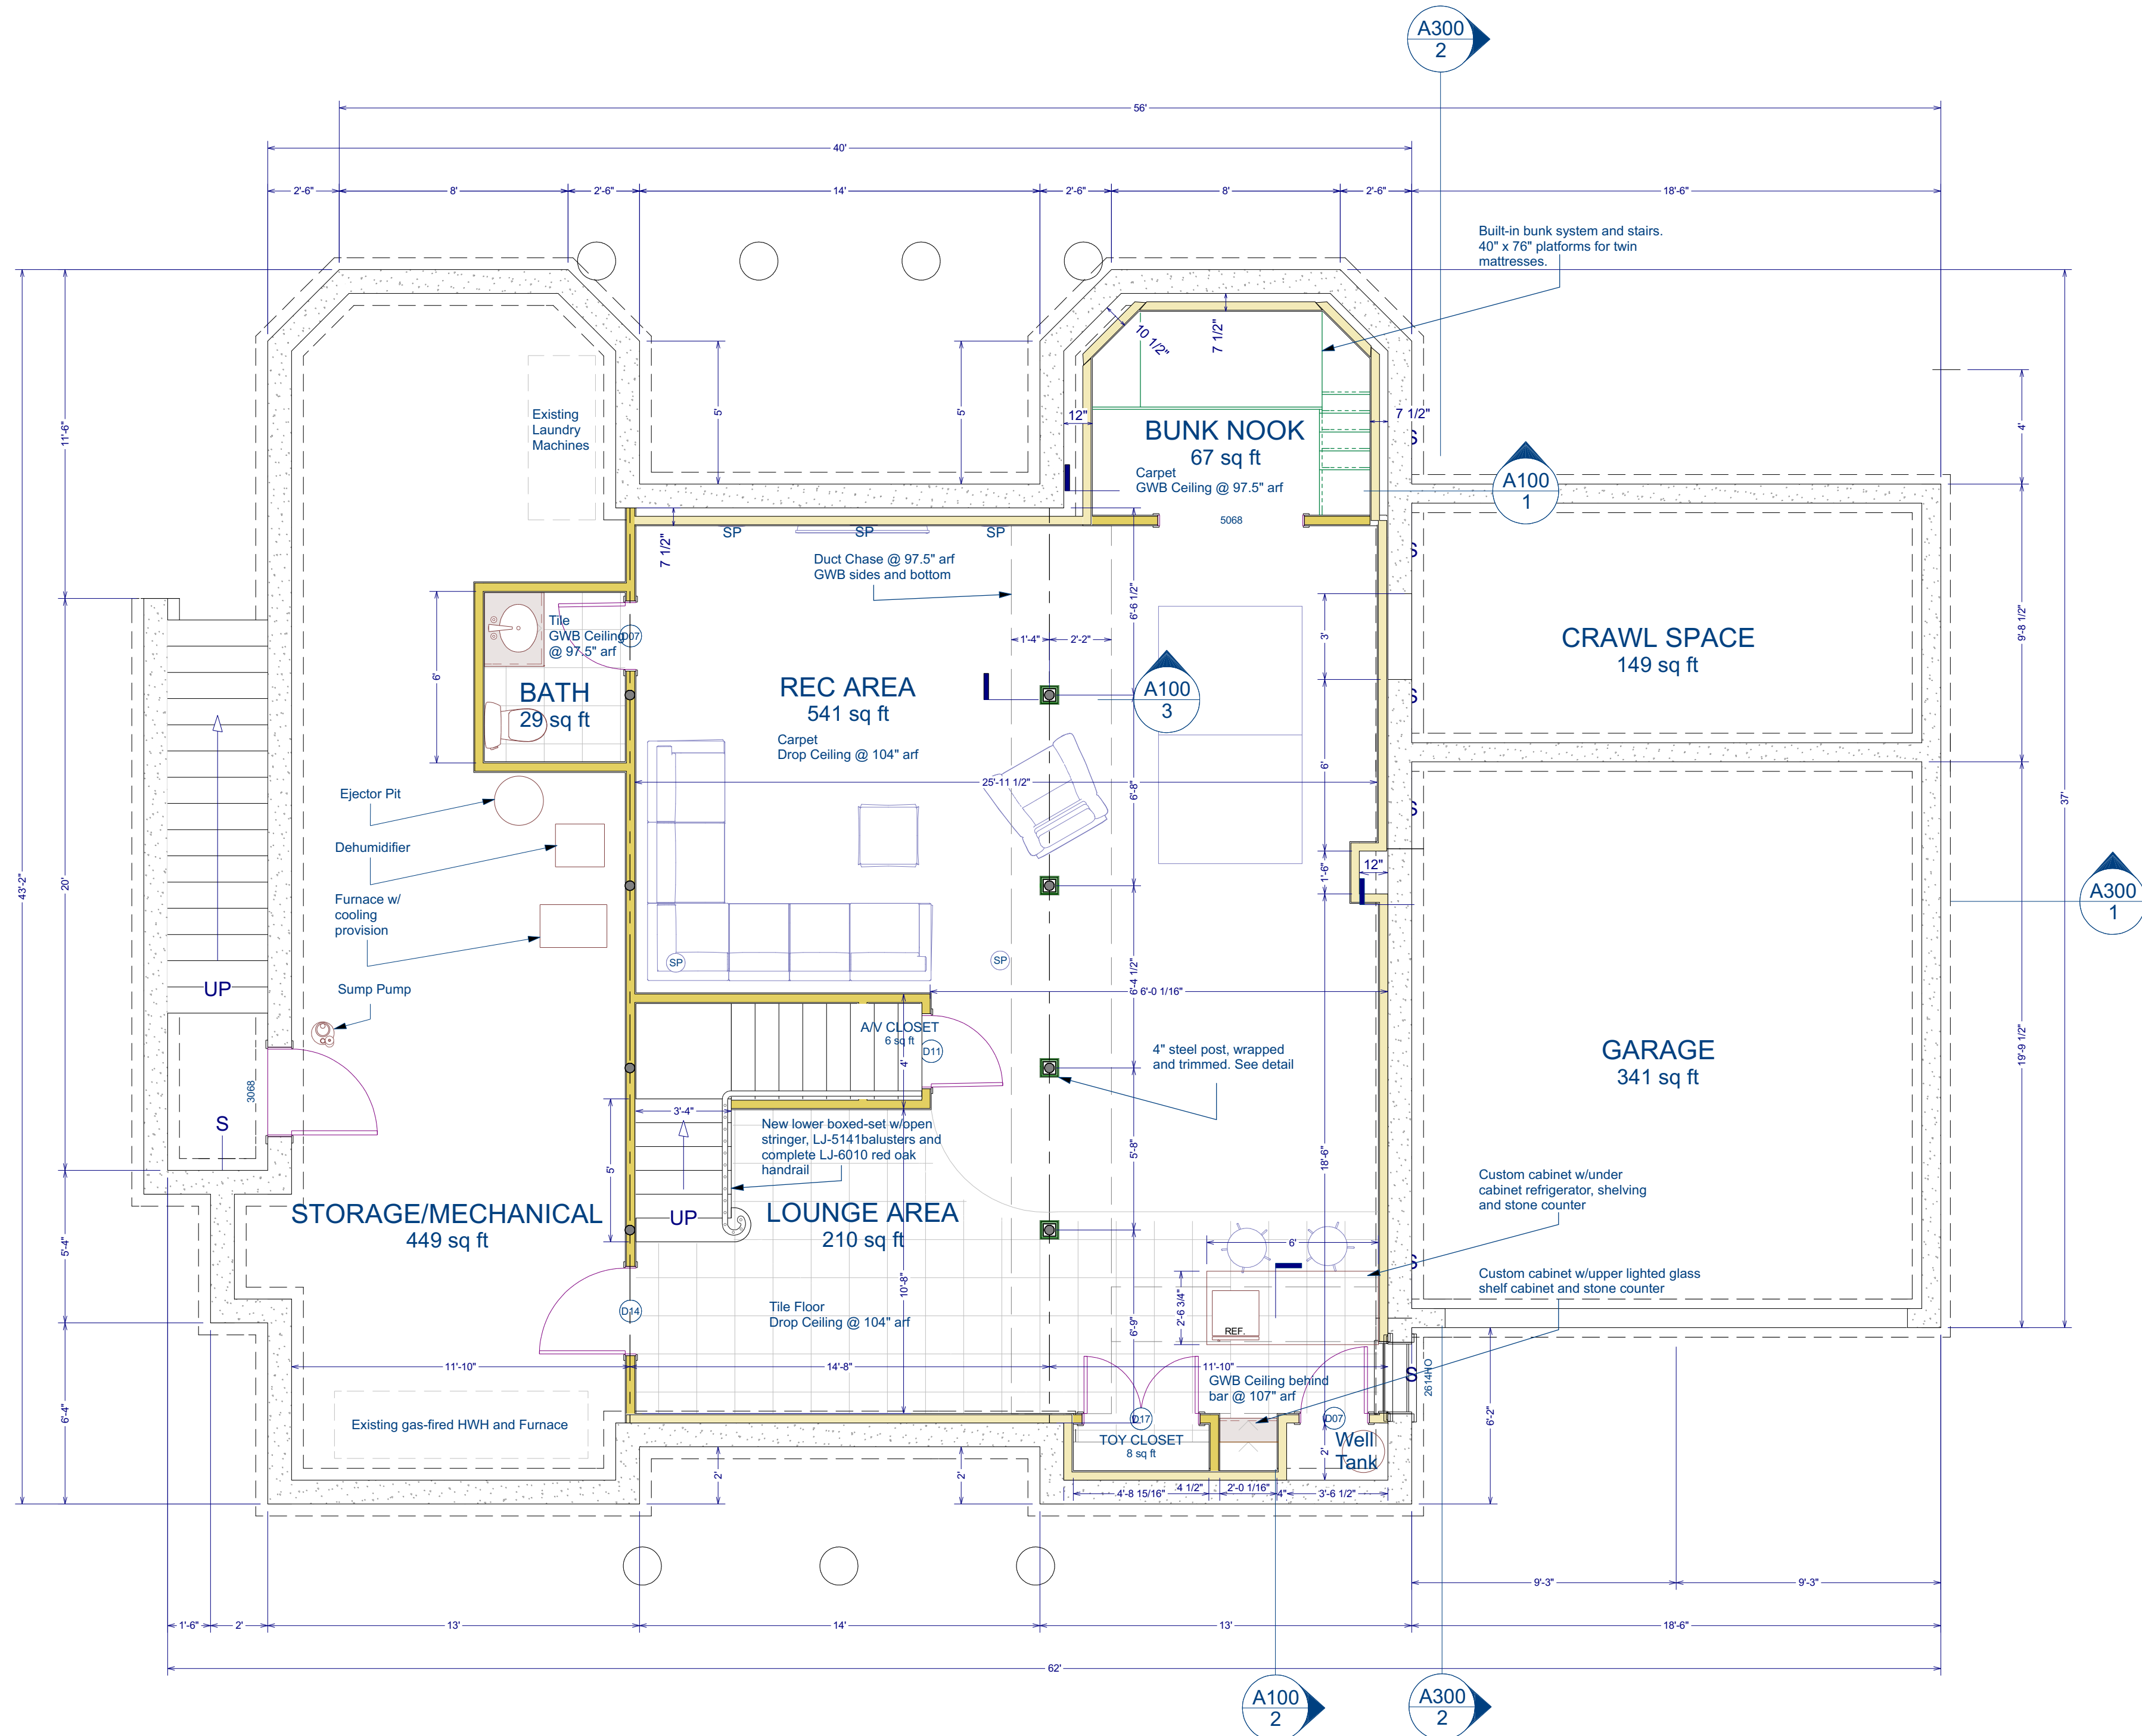 A300
2
56'
40'
2'-6"
8'
2'-6"
14'
2'-6"
8'
2'-6"
18'-6"
Built-in bunk system and stairs.
40" x 76" platforms for twin
mattresses.
10 1/2"
7 1/2"
12"
7 1/2"
Existing
Laundry
Machines
5'
5'
11'-6"
4'
BUNK NOOK
67 sq ft
Carpet
GWB Ceiling @ 97.5" arf
S
A100
1
5068
SP
SP
SP
7 1/2"
Duct Chase @ 97.5" arf
GWB sides and bottom
S
6'-6 1/2"
1'-4"
2'-2"
3'
9'-8 1/2"
CRAWL SPACE
149 sq ft
Tile
GWB Ceiling
@ 97.5" arf
D07
6'
BATH
29 sq ft
REC AREA
541 sq ft
Carpet
Drop Ceiling @ 104" arf
A100
3
S
25'-11 1/2"
6'-8"
6'
S
37'
Ejector Pit
Dehumidifier
Furnace w/
cooling
provision
Sump Pump
43'-2"
20'
1'-6"
12"
A300
1
SP
SP
6'-4 1/2"
6'-0 1/16"
UP
A/V CLOSET
6 sq ft
D11
4'
4" steel post, wrapped
and trimmed. See detail
GARAGE
341 sq ft
19'-9 1/2"
3068
S
3'-4"
5'
New lower boxed-set w/open
stringer, LJ-5141balusters and
complete LJ-6010 red oak
handrail
5'-8"
18'-6"
Custom cabinet w/under
cabinet refrigerator, shelving
and stone counter
STORAGE/MECHANICAL
449 sq ft
UP
LOUNGE AREA
210 sq ft
5'-4"
6'
S
Custom cabinet w/upper lighted glass
shelf cabinet and stone counter
10'-8"
2'-6 3/4"
D14
Tile Floor
Drop Ceiling @ 104" arf
6'-9"
REF.
11'-10"
14'-8"
11'-10"
GWB Ceiling behind
bar @ 107" arf
S
2614HO
6'-4"
6'-2"
Existing gas-fired HWH and Furnace
D17
D07
TOY CLOSET
8 sq ft
Well
Tank
2'
2'
2'
4'-8 15/16"
4 1/2"
2'-0 1/16"
4"
3'-6 1/2"
9'-3"
9'-3"
1'-6"
2'
13'
14'
13'
18'-6"
62'
A100
2
A300
2